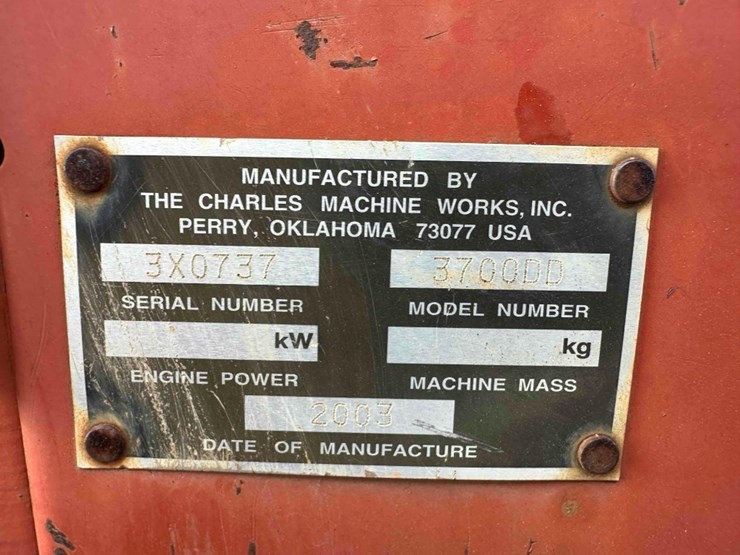 MANUFACTURED BY
THE CHARLES MACHINE WORKS, INC.
PERRY, OKLAHOMA 73077 USA
3X0737 3700DD
SERIAL NUMBER MODEL NUMBER
kW kg
ENGINE POWER MACHINE MASS
2003
DATE OF MANUFACTURE